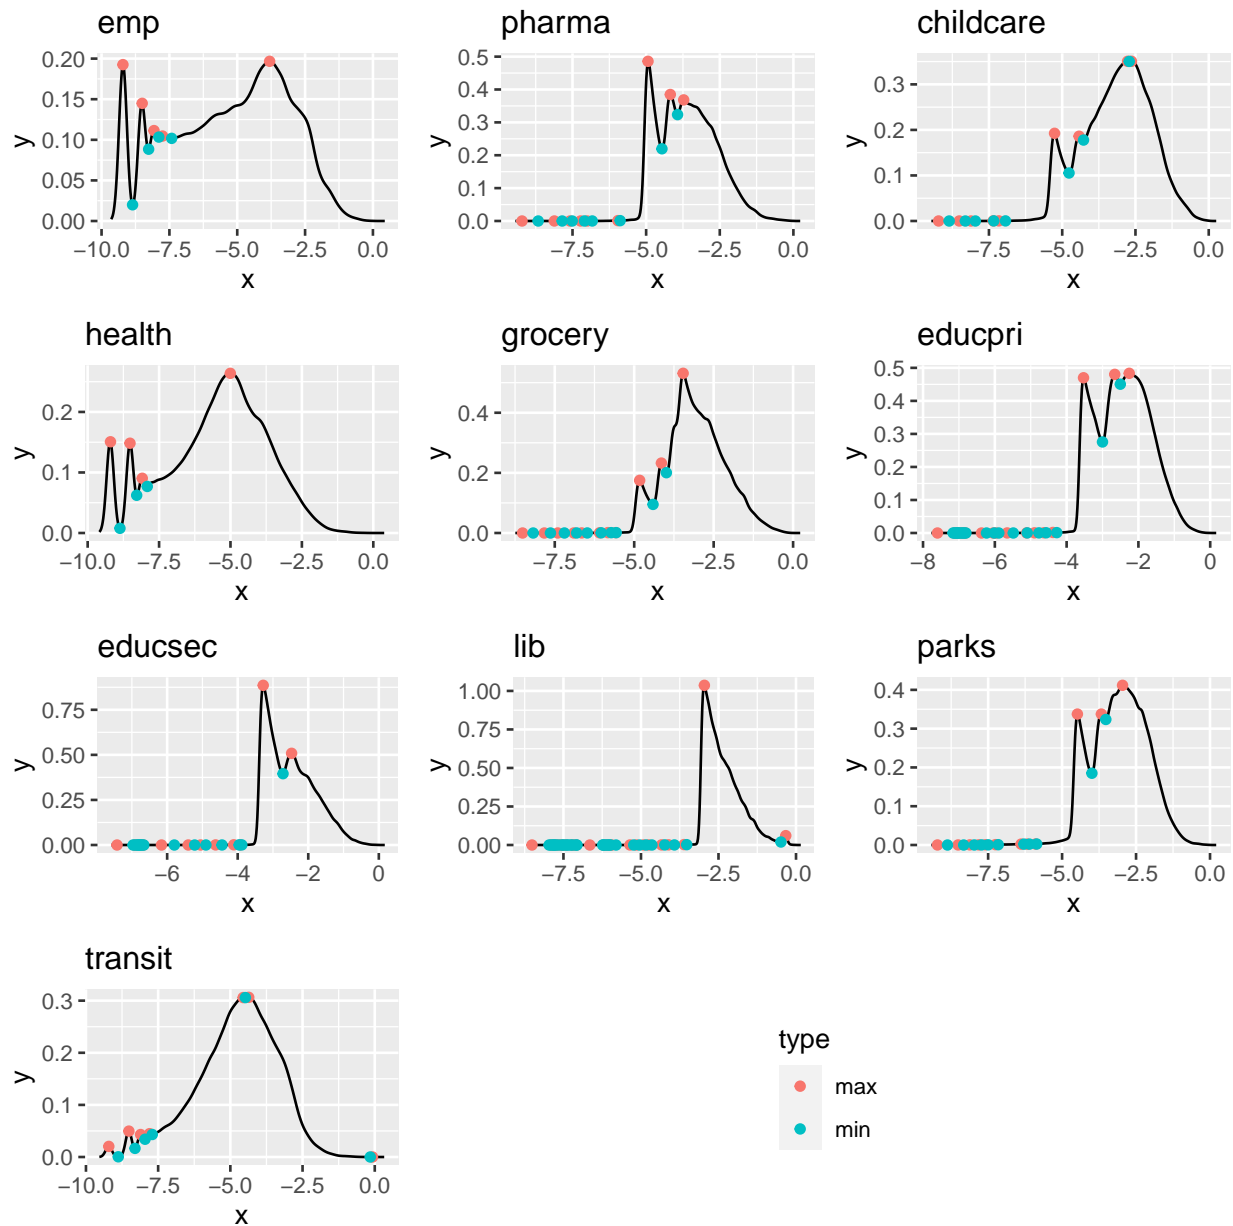 emp pharma childcare
0.20 0.15 0.10 0.05 0.00
y
−10.0 −7.5 −5.0 −2.5 0.0
x
0.5 0.4 0.3 0.2 0.1 0.0
y
−7.5 −5.0 −2.5 0.0
x
0.3 0.2 0.1 0.0
y
−7.5 −5.0 −2.5 0.0
x
health grocery educpri
0.2 0.1 0.0
y
−10.0 −7.5 −5.0 −2.5 0.0
x
0.4 0.2 0.0
y
−7.5 −5.0 −2.5 0.0
x
0.5 0.4 0.3 0.2 0.1 0.0
y
−8 −6 −4 −2 0
x
educsec lib parks
0.75 0.50 0.25 0.00
y
−6 −4 −2 0
x
1.00 0.75 0.50 0.25 0.00
y
−7.5 −5.0 −2.5 0.0
x
0.4 0.3 0.2 0.1 0.0
y
−7.5 −5.0 −2.5 0.0
x
transit
0.3 0.2 0.1 0.0
y
−10.0 −7.5 −5.0 −2.5 0.0
x
type
max
min